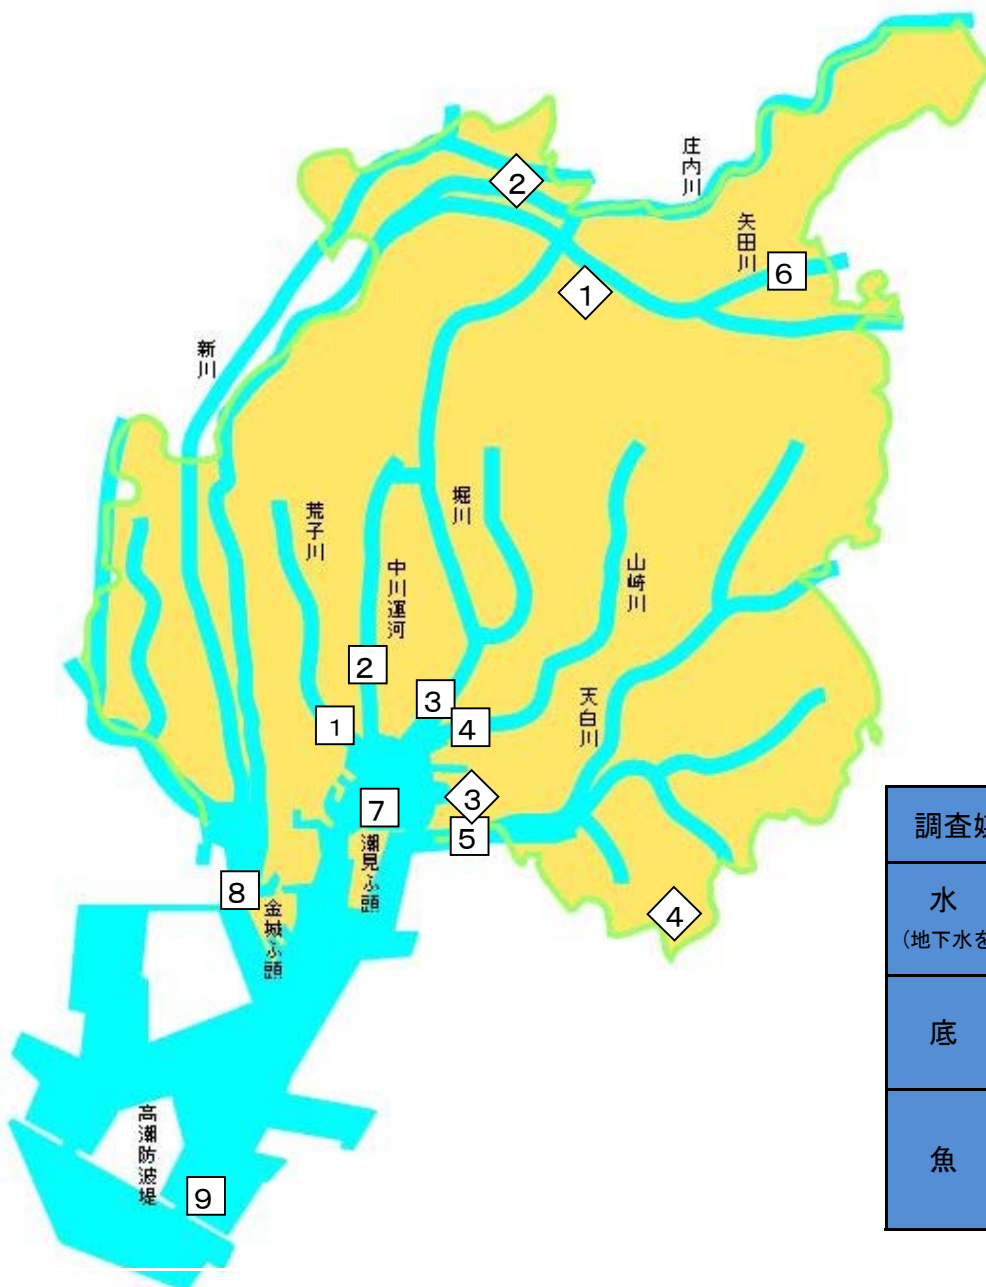 庄内川
2
矢田川
6
1
新川
荒子川
堀川
中川運河
山崎川
2
3
天白川
1
4
3
7
5
潮見ふ頭
8
金城ふ頭
4
高潮防波堤
9
調査
水
(地下水を
底
魚